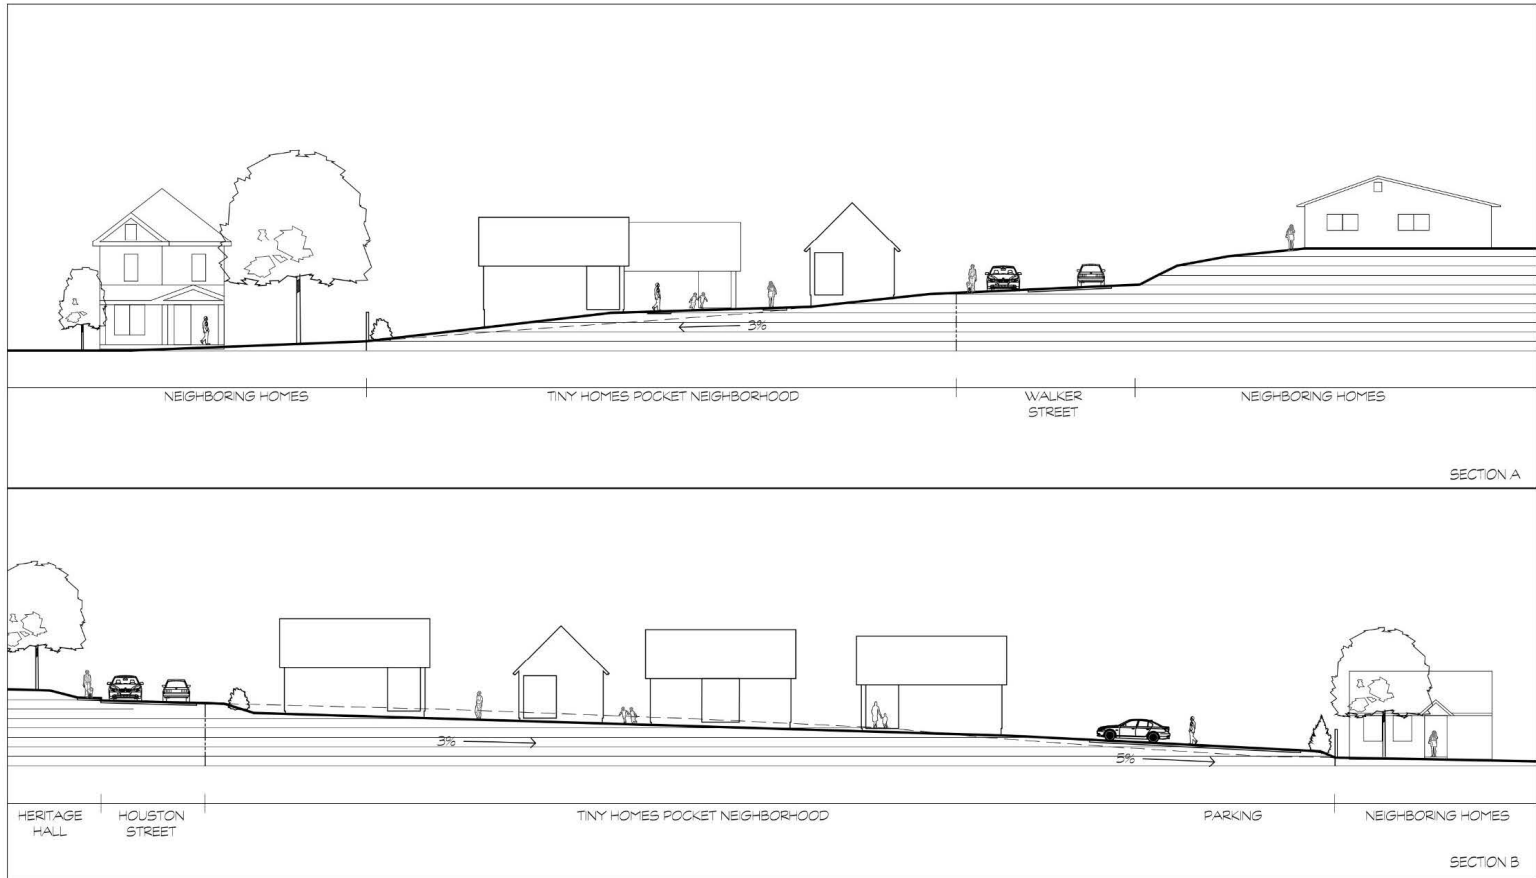 3%
NEIGHBORING HOMES
TINY HOMES POCKET NEIGHBORHOOD
WALKER
STREET
NEIGHBORING HOMES
SECTION A
3%
5%
HERITAGE
HALL
HOUSTON
STREET
TINY HOMES POCKET NEIGHBORHOOD
PARKING
NEIGHBORING HOMES
SECTION B